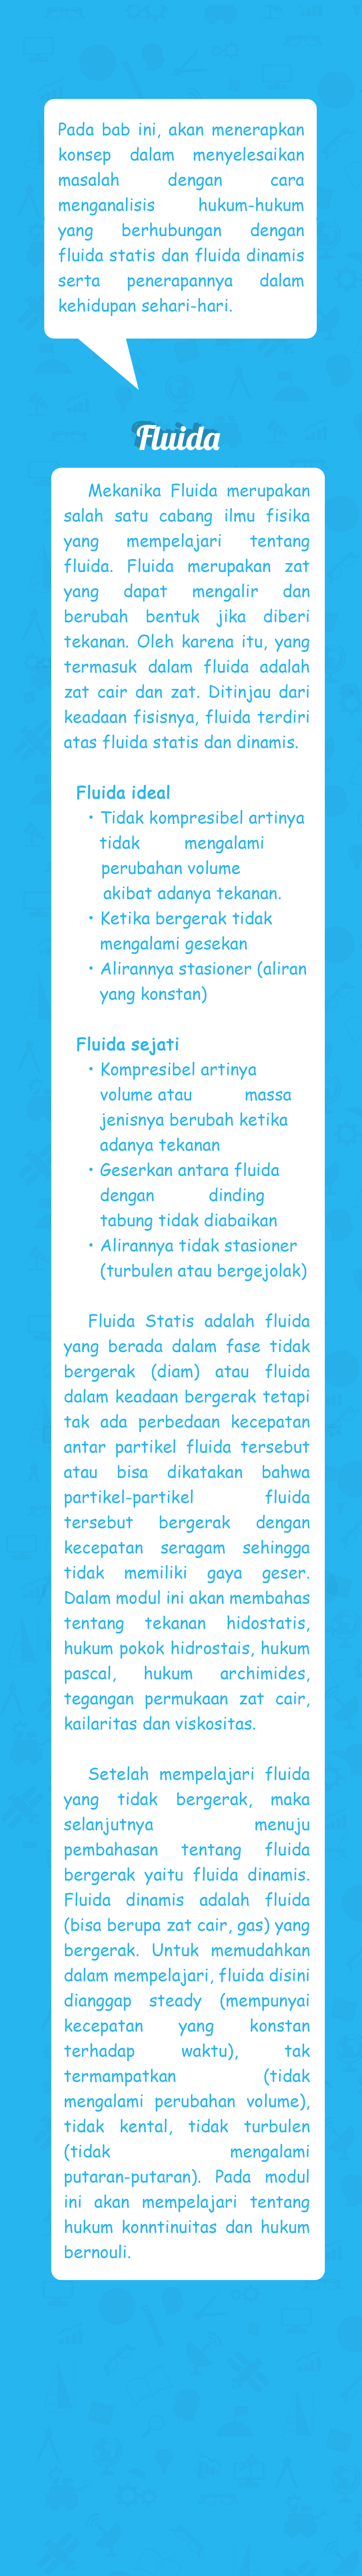 Pada bab ini, akan menerapkan
konsep dalam menyelesaikan
masalah dengan cara
menganalisis hukum-hukum
yang berhubungan dengan
fluida statis dan fluida dinamis
serta penerapannya dalam
kehidupan sehari-hari.
Fluida
Mekanika Fluida merupakan
salah satu cabang ilmu fisika
yang mempelajari tentang
fluida. Fluida merupakan zat
yang dapat mengalir dan
berubah bentuk jika diberi
tekanan. Oleh karena itu, yang
termasuk dalam fluida adalah
zat cair dan zat. Ditinjau dari
keadaan fisisnya, fluida terdiri
atas fluida statis dan dinamis.
Fluida ideal
• Tidak kompresibel artinya
tidak mengalami
perubahan volume
akibat adanya tekanan.
• Ketika bergerak tidak
mengalami gesekan
• Alirannya stasioner (aliran
yang konstan)
Fluida sejati
• Kompresibel artinya
volume atau massa
jenisnya berubah ketika
adanya tekanan
• Geserkan antara fluida
dengan dinding
tabung tidak diabaikan
• Alirannya tidak stasioner
(turbulen atau bergejolak)
Fluida Statis adalah fluida
yang berada dalam fase tidak
bergerak (diam) atau fluida
dalam keadaan bergerak tetapi
tak ada perbedaan kecepatan
antar partikel fluida tersebut
atau bisa dikatakan bahwa
partikel-partikel fluida
tersebut bergerak dengan
kecepatan seragam sehingga
tidak memiliki gaya geser.
Dalam modul ini akan membahas
tentang tekanan hidostatis,
hukum pokok hidrostais, hukum
pascal, hukum archimides,
tegangan permukaan zat cair,
kailaritas dan viskositas.
Setelah mempelajari fluida
yang tidak bergerak, maka
selanjutnya menuju
pembahasan tentang fluida
bergerak yaitu fluida dinamis.
Fluida dinamis adalah fluida
(bisa berupa zat cair, gas) yang
bergerak. Untuk memudahkan
dalam mempelajari, fluida disini
dianggap steady (mempunyai
kecepatan yang konstan
terhadap waktu), tak
termampatkan (tidak
mengalami perubahan volume),
tidak kental, tidak turbulen
(tidak mengalami
putaran-putaran). Pada modul
ini akan mempelajari tentang
hukum konntinuitas dan hukum
bernouli.